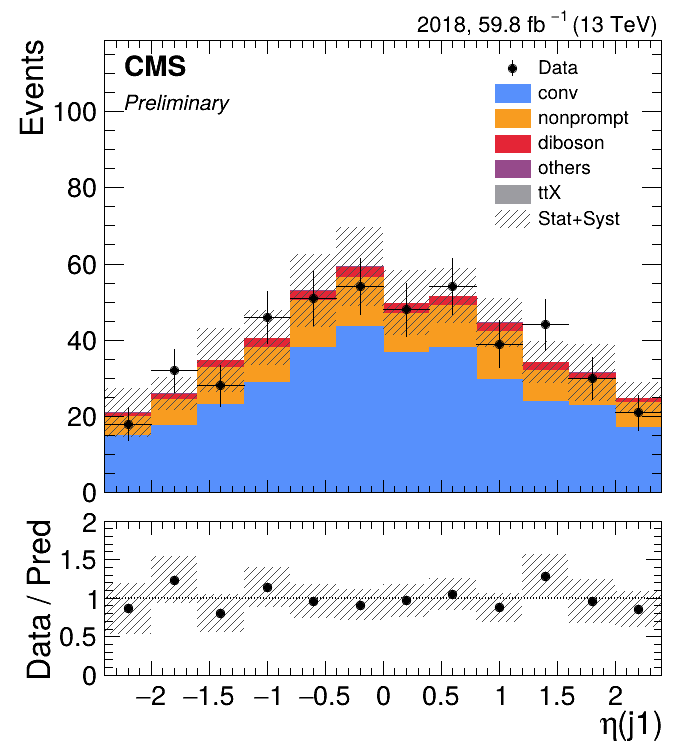 2018, 59.8 fb⁻¹ (13 TeV)
CMS
Preliminary
Events
Data
conv
nonprompt
diboson
others
ttX
Stat+Syst
100
80
60
40
20
0
Data / Pred
2
1.5
1
0.5
0
−2 −1.5 −1 −0.5 0 0.5 1 1.5 2
η(j1)